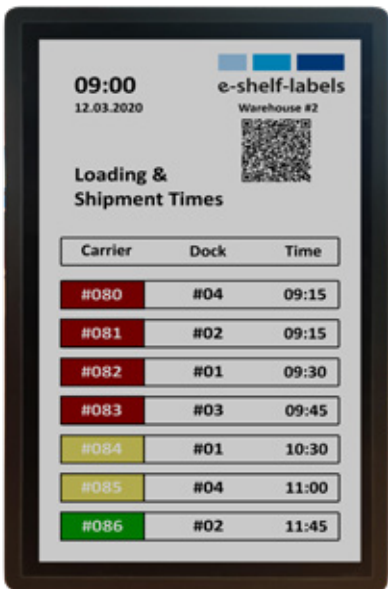 09:00
12.03.2020
e-shelf-labels
Warehouse #2
Loading &
Shipment Times
Carrier Dock Time
#080 #04 09:15
#081 #02 09:15
#082 #01 09:30
#083 #03 09:45
#084 #01 10:30
#085 #04 11:00
#086 #02 11:45